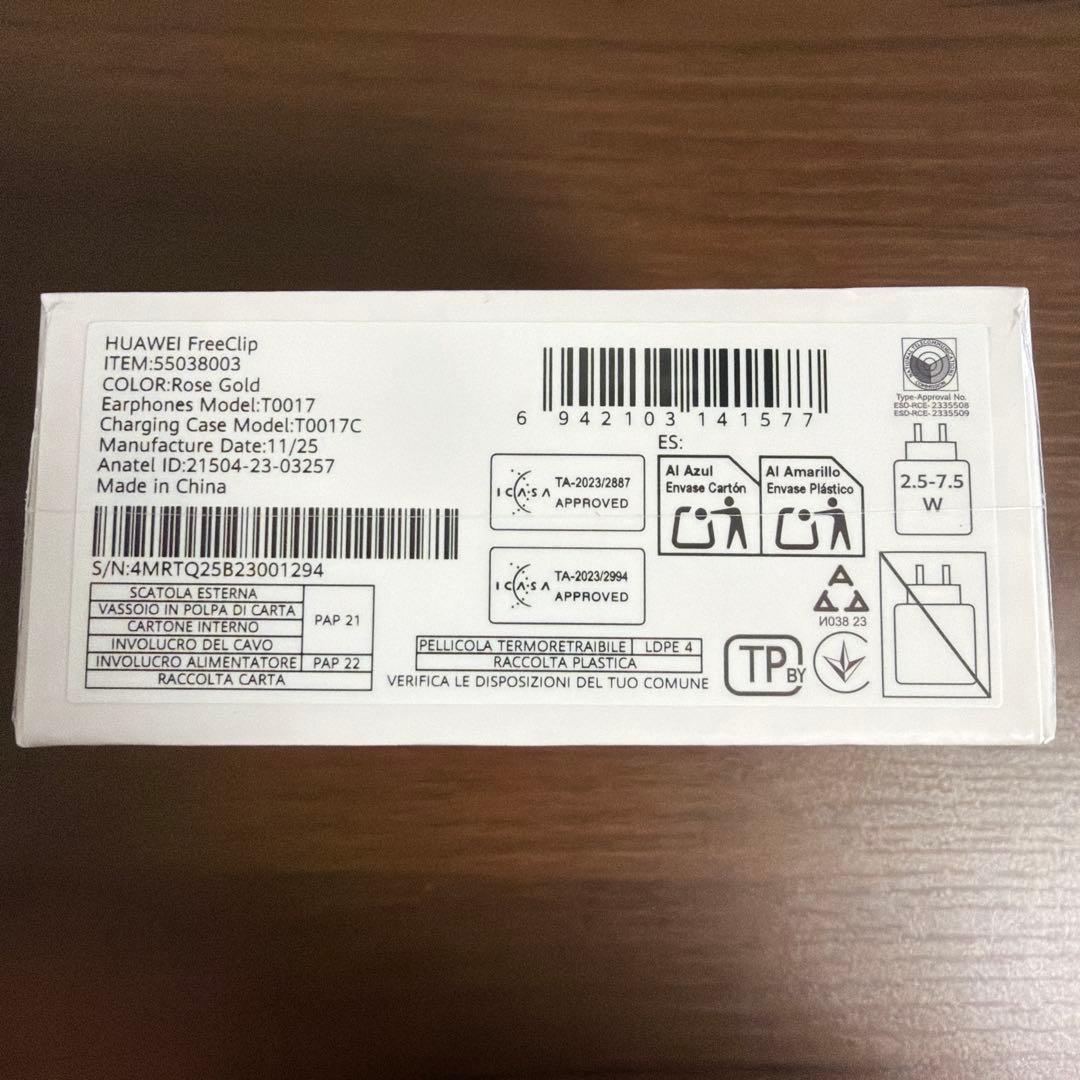 HUAWEI FreeClip
ITEM:55038003
COLOR:Rose Gold
Earphones Model:T0017
Charging Case Model:T0017C
Manufacture Date:11/25
Anatel ID:21504-23-03257
Made in China
S/N:4MRTQ25B23001294
SCATOLA ESTERNA
VASSOIO IN POLPA DI CARTA
CARTONE INTERNO
INVOLUCRO DEL CAVO
PAP 21
INVOLUCRO ALIMENTATORE PAP 22
RACCOLTA CARTA
6 942103 141577
ES:
ICASA TA-2023/2887
APPROVED
ICASA TA-2023/2994
APPROVED
Al Azul
Envase Cartón
Al Amarillo
Envase Plástico
PELLICOLA TERMORETRAIBILE LDPE 4
RACCOLTA PLASTICA
VERIFICA LE DISPOSIZIONI DEL TUO COMUNE
NATIONAL TELECOMMUNICATIONS COMMISSION
Type-Approval No.
ESD-RCE- 2335508
ESD-RCE- 2335509
2.5-7.5
W
И038 23
TP BY